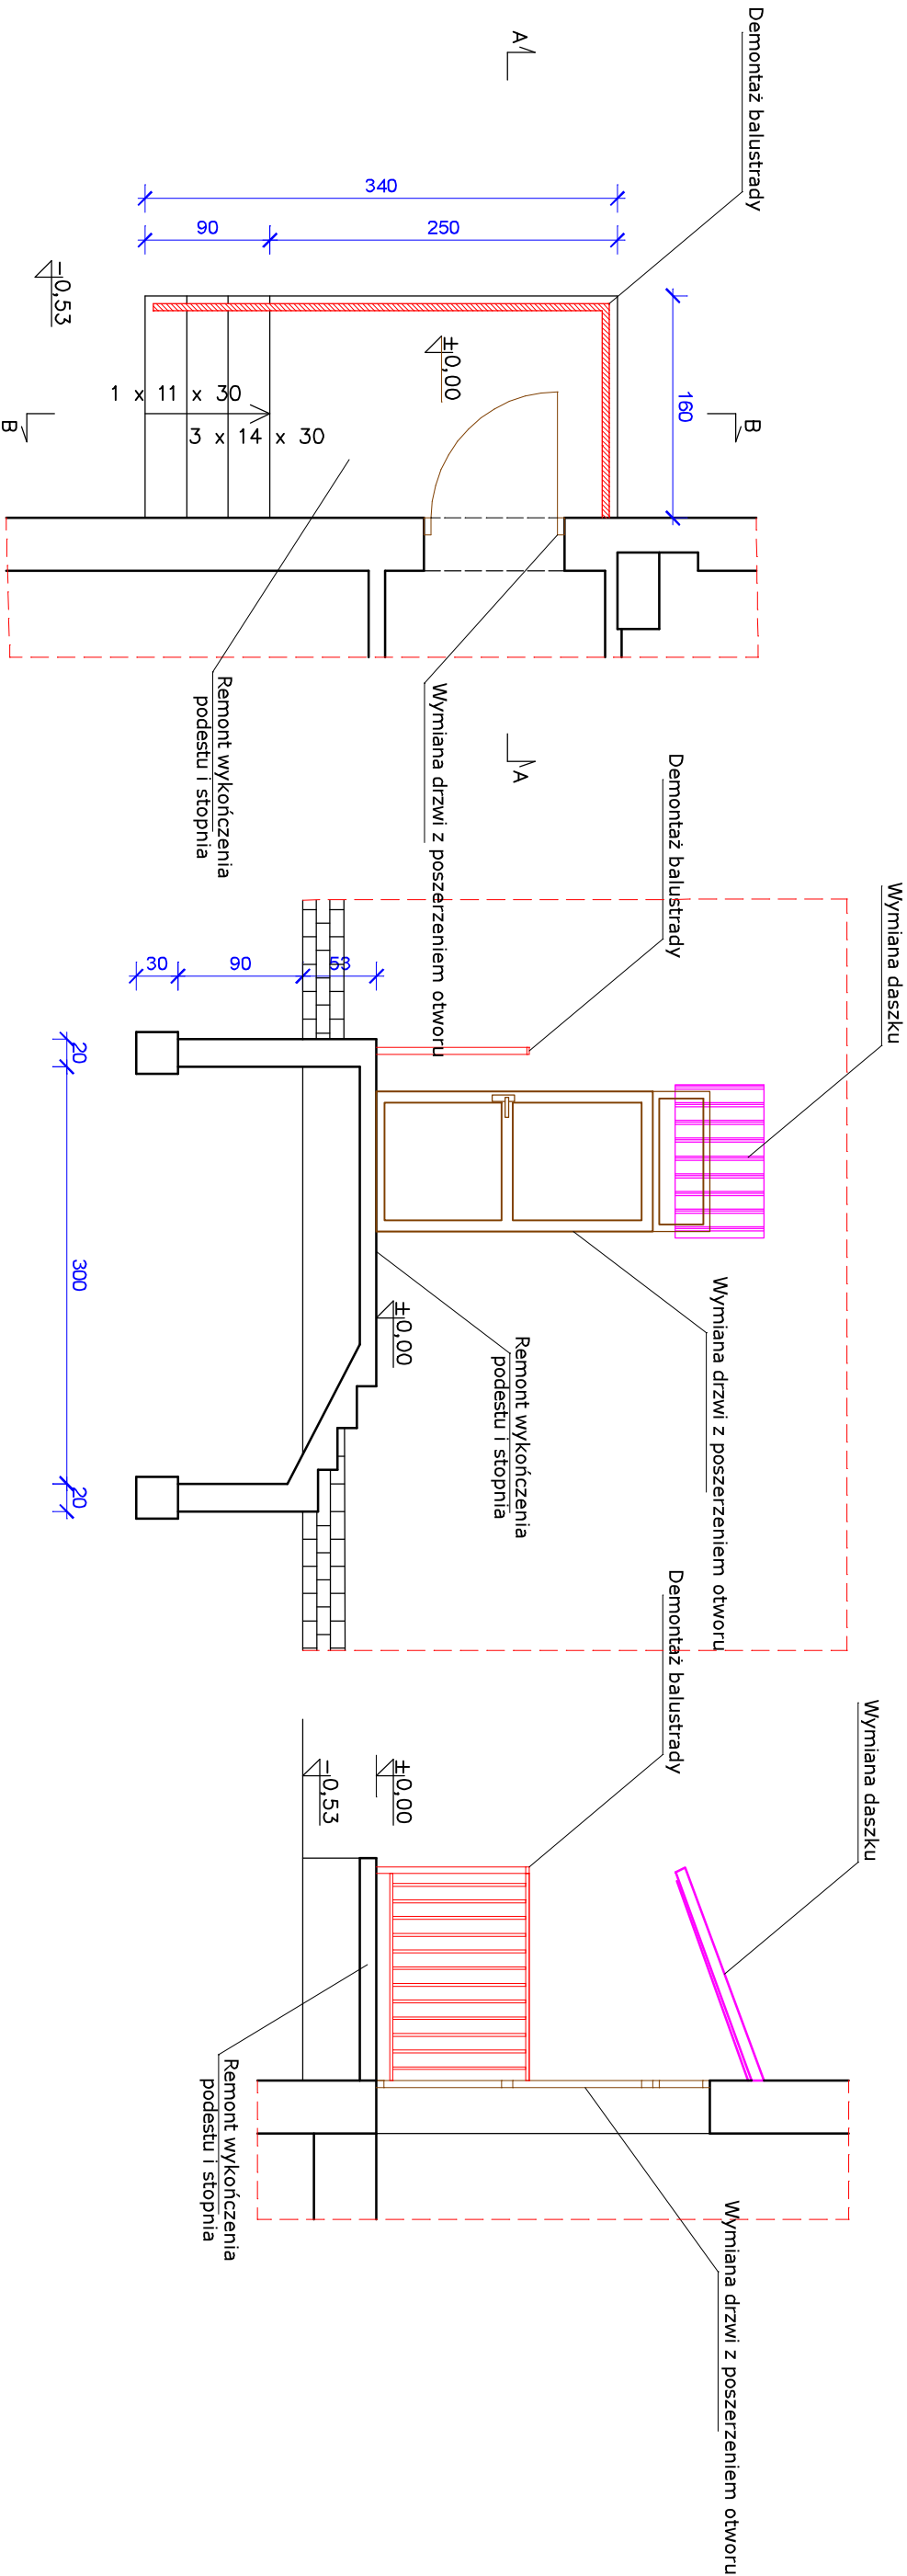 Demontaż balustrady
A
A
340
90
250
160
-0,53
±0,00
1 x 11 x 30
3 x 14 x 30
B
B
Remont wykończenia
podestu i stopnia
Wymiana drzwi z poszerzeniem otworu
Demontaż balustrady
Wymiana daszku
30
90
53
20
300
20
±0,00
Remont wykończenia
podestu i stopnia
Wymiana drzwi z poszerzeniem otworu
Demontaż balustrady
Wymiana daszku
±0,00
-0,53
Remont wykończenia
podestu i stopnia
Wymiana drzwi z poszerzeniem otworu